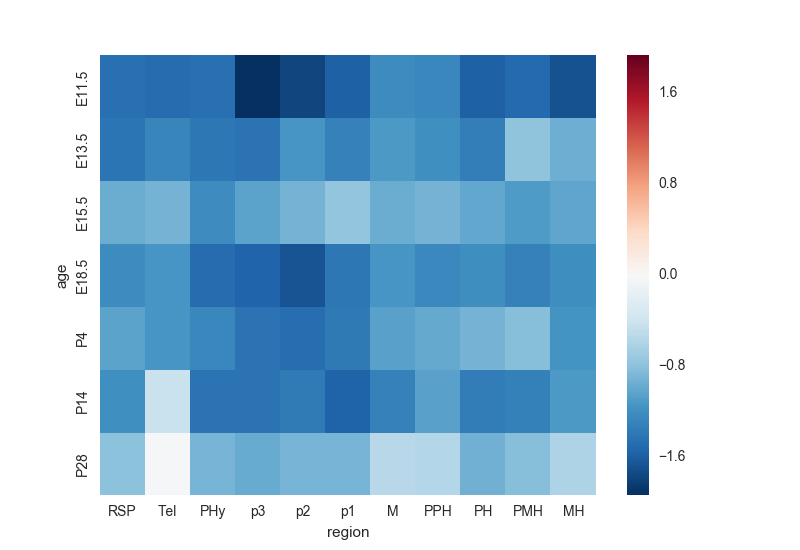 age
E11.5
E13.5
E15.5
E18.5
P4
P14
P28
RSP Tel PHy p3 p2 p1 M PPH PH PMH MH
region
1.6
0.8
0.0
−0.8
−1.6